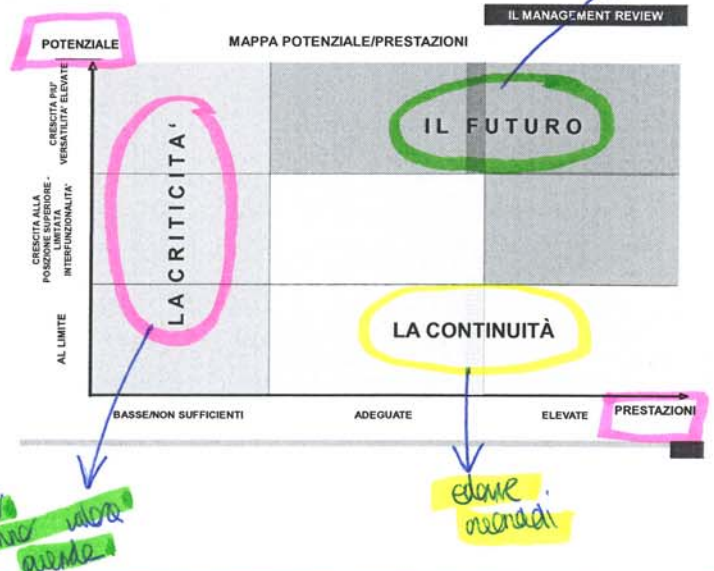 IL MANAGEMENT REVIEW
POTENZIALE
MAPPA POTENZIALE/PRESTAZIONI
CRESCITA PIU'
VERSATILITA' ELEVATE
IL FUTURO
LA CRITICITA'
CRESCITA ALLA
POSIZIONE SUPERIORE -
LIMITATA
INTERFUNZIONALITA'
AL LIMITE
LA CONTINUITÀ
BASSE/NON SUFFICIENTI
ADEGUATE
ELEVATE
PRESTAZIONI
valore